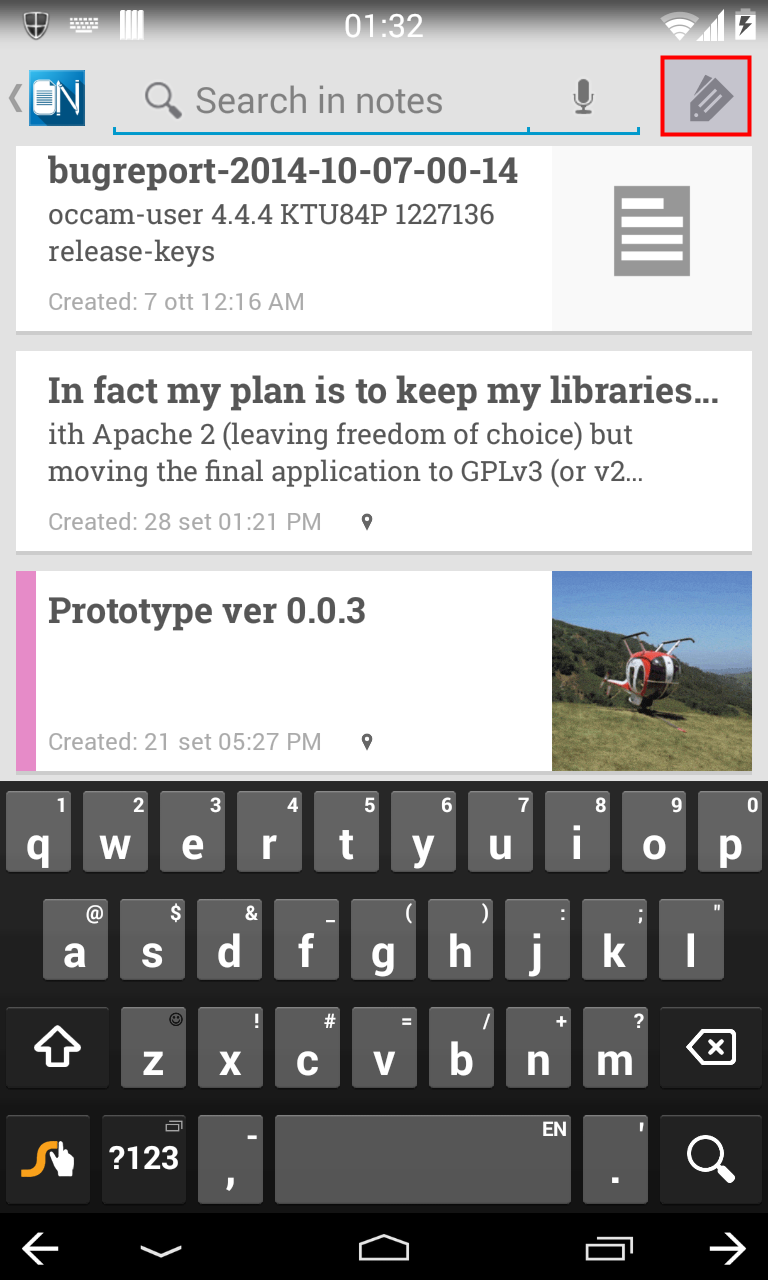 01:32
N
Search in notes
bugreport-2014-10-07-00-14
occam-user 4.4.4 KTU84P 1227136
release-keys
Created: 7 ott 12:16 AM
In fact my plan is to keep my libraries...
ith Apache 2 (leaving freedom of choice) but
moving the final application to GPLv3 (or v2...
Created: 28 set 01:21 PM
Prototype ver 0.0.3
Created: 21 set 05:27 PM
1 2 3 4 5 6 7 8 9 0
q w e r t y u i o p
@ $ & _ ( ) : ; "
a s d f g h j k l
! # = / + ?
z x c v b n m
- EN '
?123 , .